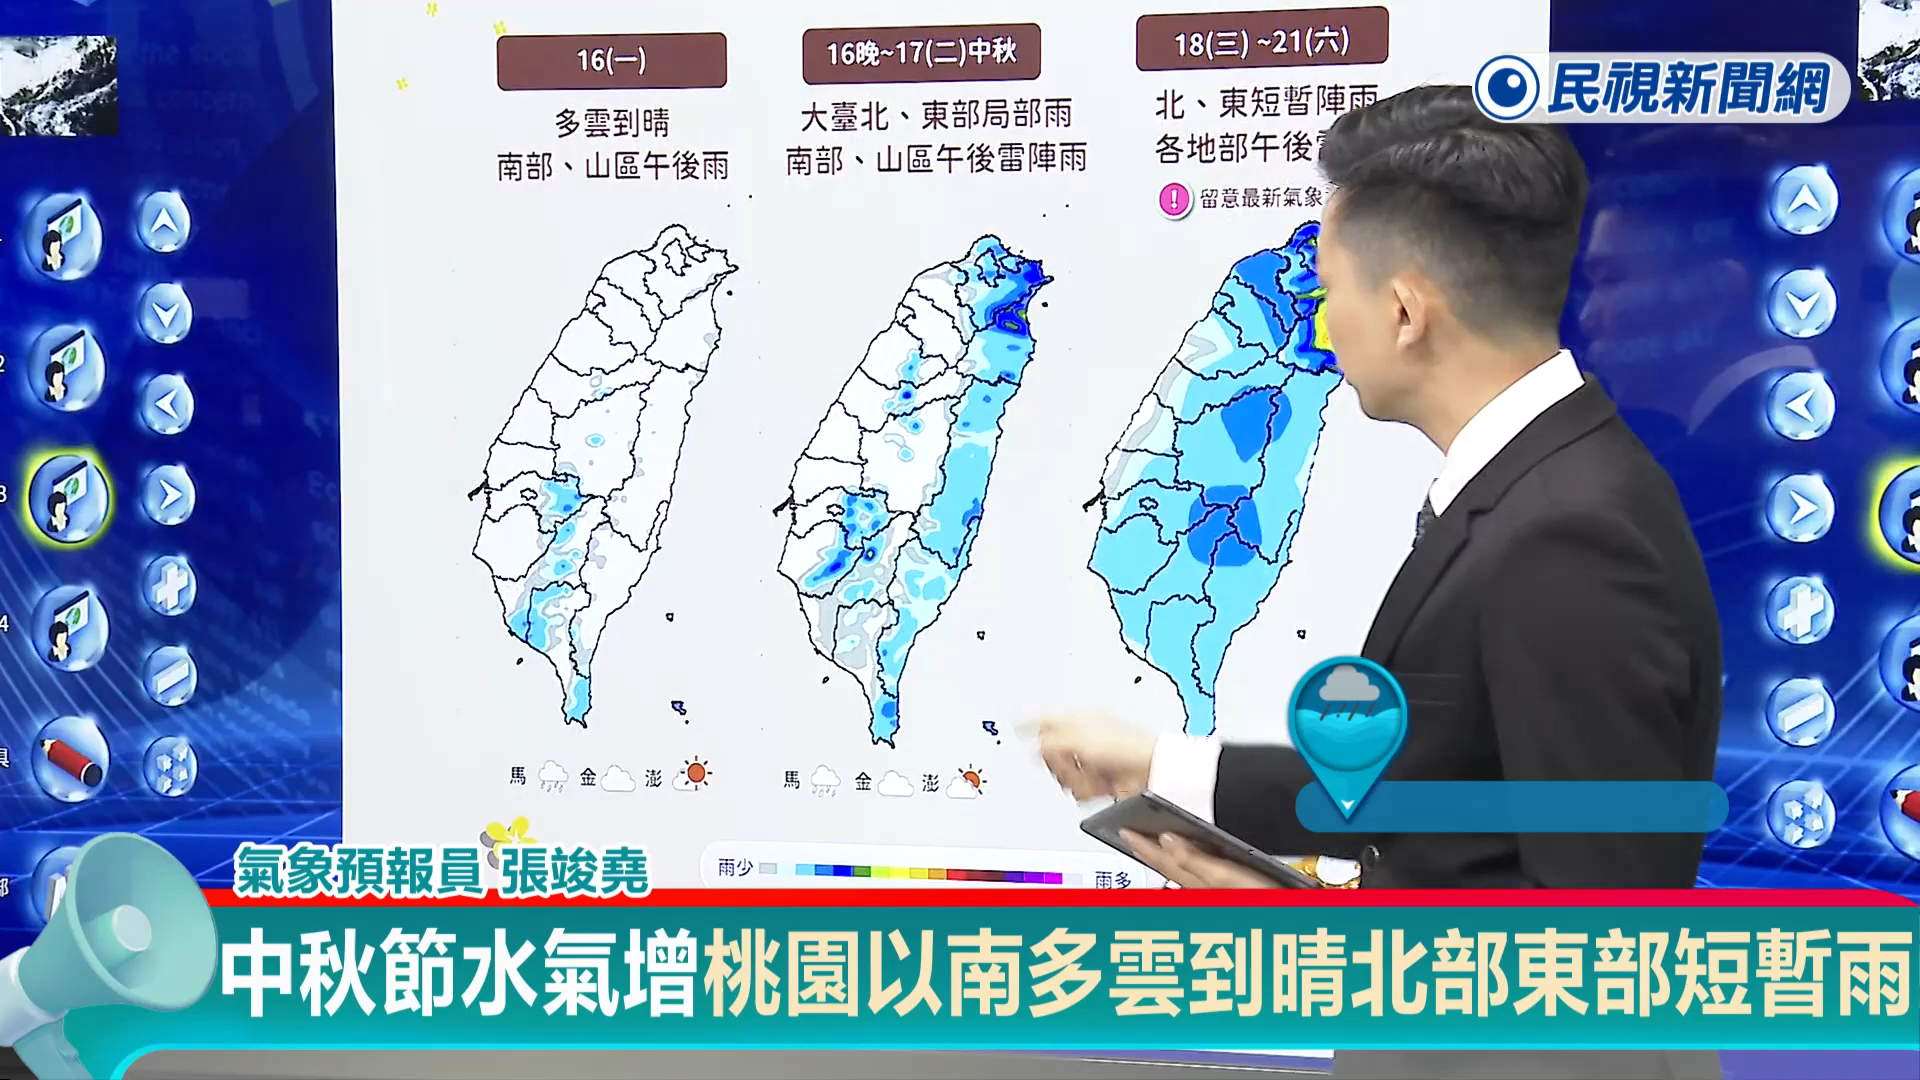 民視新聞網
16(一)
多雲到晴
南部、山區午後雨
16晚~17(二)中秋
大臺北、東部局部雨
南部、山區午後雷陣雨
18(三) ~21(六)
北、東短暫陣雨
各地部午後
! 留意最新氣象
馬 金 澎
馬 金 澎
雨少 雨多
2
3
4
具
部
氣象預報員 張竣堯
中秋節水氣增桃園以南多雲到晴北部東部短暫雨